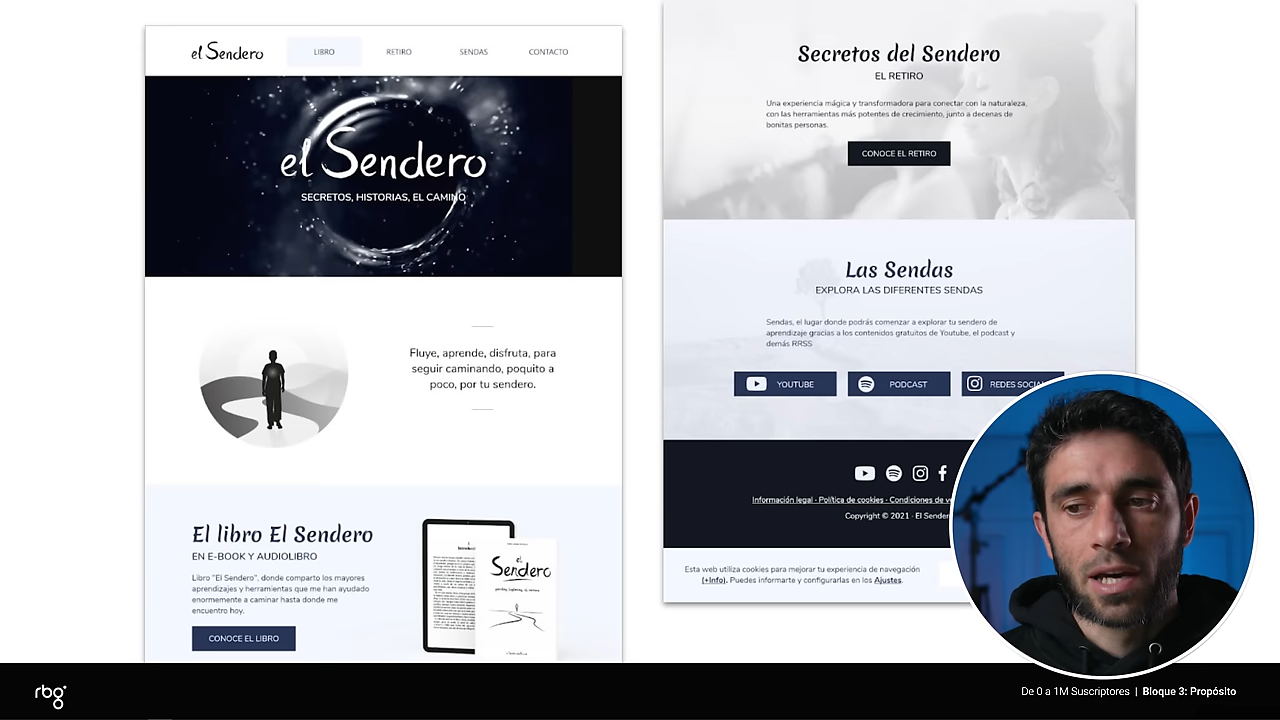 el Sendero
LIBRO
RETIRO
SENDAS
CONTACTO
el Sendero
SECRETOS, HISTORIAS, EL CAMINO
Fluye, aprende, disfruta, para
seguir caminando, poquito a
poco, por tu sendero.
El libro El Sendero
EN E-BOOK Y AUDIOLIBRO
Libro "El Sendero", donde comparto los mayores
aprendizajes y herramientas que me han ayudado
enormemente a caminar hasta donde me
encuentro hoy.
CONOCE EL LIBRO
el
Sendero
Secretos del Sendero
EL RETIRO
Una experiencia mágica y transformadora para conectar con la naturaleza,
con las herramientas más potentes de crecimiento, junto a decenas de
bonitas personas.
CONOCE EL RETIRO
Las Sendas
EXPLORA LAS DIFERENTES SENDAS
Sendas, el lugar donde podrás comenzar a explorar tu sendero de
aprendizaje gracias a los contenidos gratuitos de Youtube, el podcast y
demás RRSS
YOUTUBE
PODCAST
REDES SOCIA
Información legal · Política de cookies · Condiciones de ve
Copyright © 2021 · El Sender
Esta web utiliza cookies para mejorar tu experiencia de navegación
(+Info). Puedes informarte y configurarlas en los Ajustes.
rbg
De 0 a 1M Suscriptores | Bloque 3: Propósito